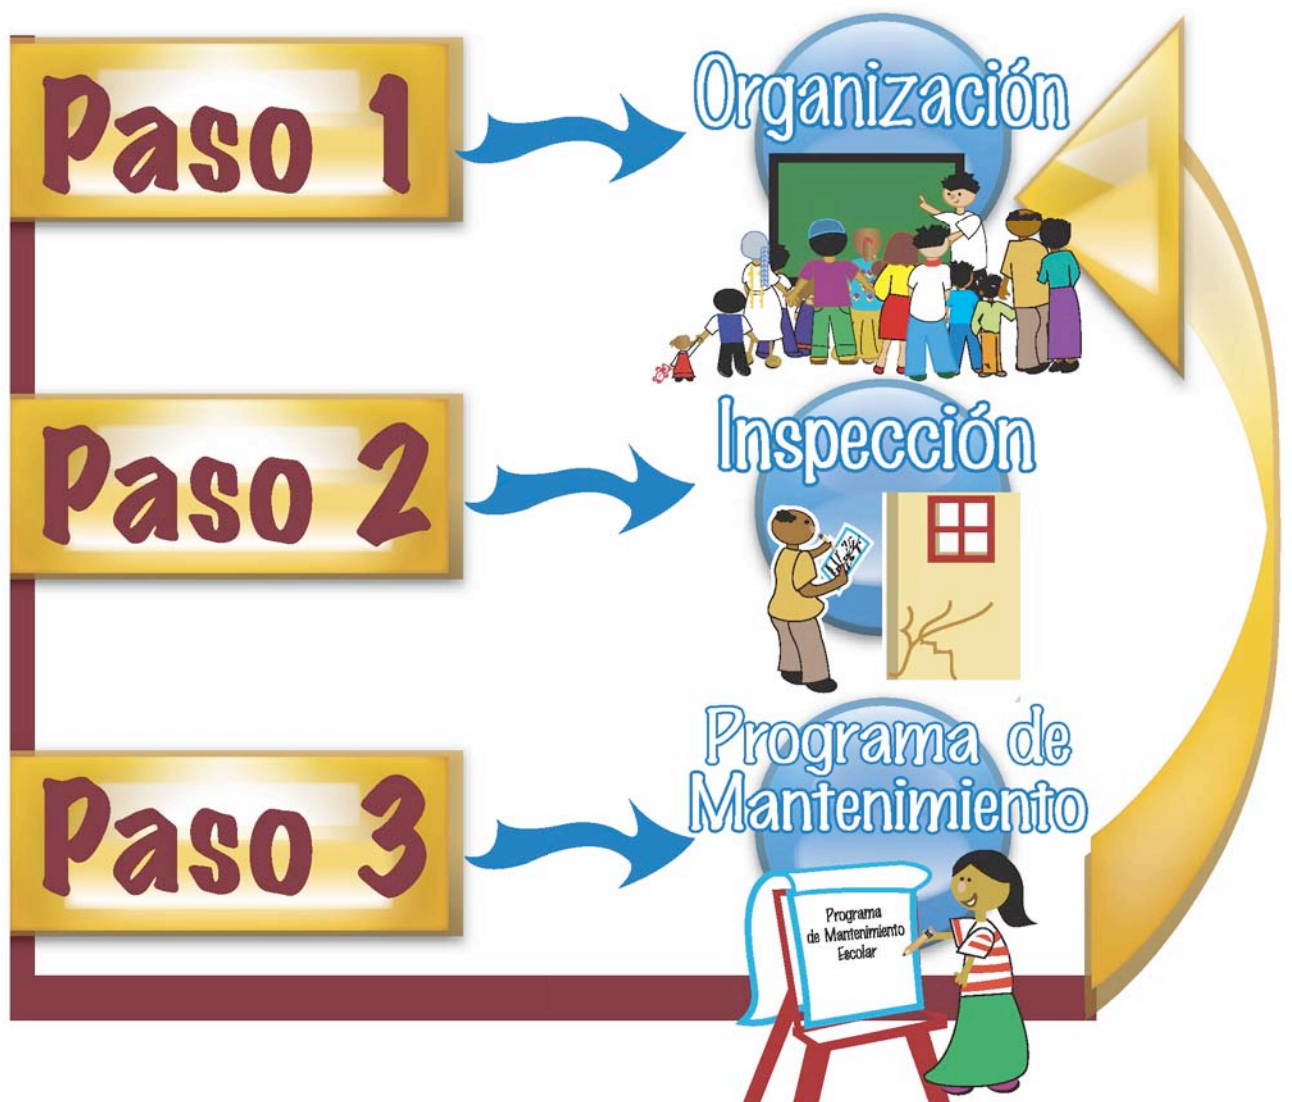 Paso 1
Organización
Paso 2
Inspección
Paso 3
Programa de
Mantenimiento
Programa
de Mantenimiento
Escolar